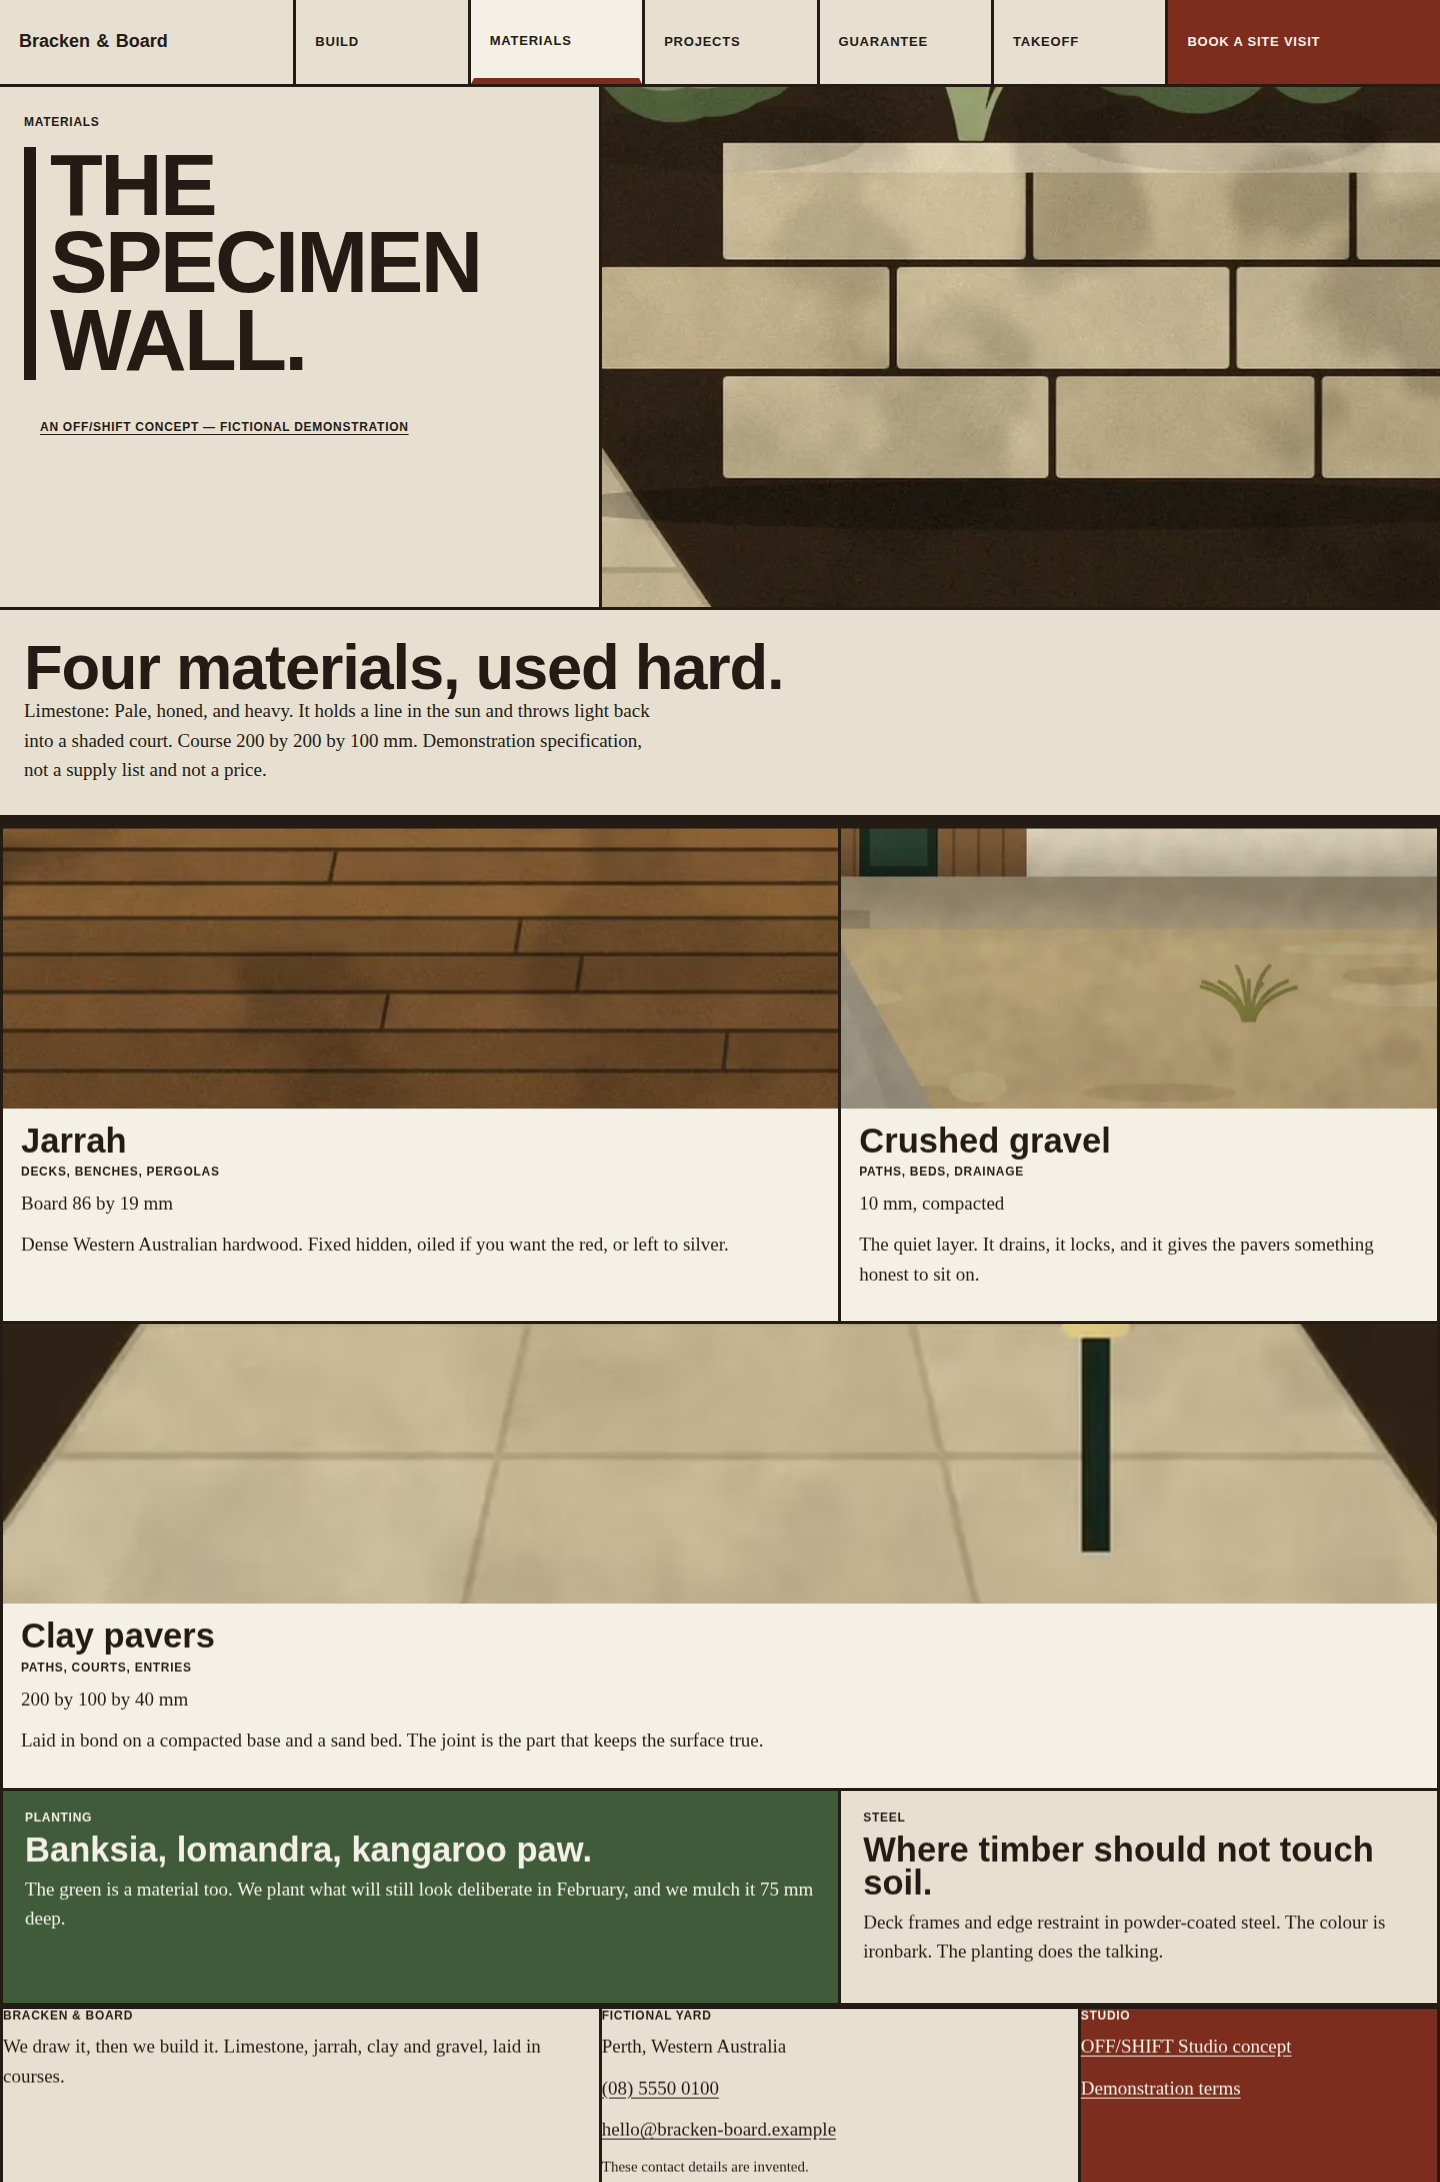 Bracken & Board
BUILD
MATERIALS
PROJECTS
GUARANTEE
TAKEOFF
BOOK A SITE VISIT
MATERIALS
THE
SPECIMEN
WALL.
AN OFF/SHIFT CONCEPT — FICTIONAL DEMONSTRATION
Four materials, used hard.
Limestone: Pale, honed, and heavy. It holds a line in the sun and throws light back
into a shaded court. Course 200 by 200 by 100 mm. Demonstration specification,
not a supply list and not a price.
Jarrah
DECKS, BENCHES, PERGOLAS
Board 86 by 19 mm
Dense Western Australian hardwood. Fixed hidden, oiled if you want the red, or left to silver.
Crushed gravel
PATHS, BEDS, DRAINAGE
10 mm, compacted
The quiet layer. It drains, it locks, and it gives the pavers something
honest to sit on.
Clay pavers
PATHS, COURTS, ENTRIES
200 by 100 by 40 mm
Laid in bond on a compacted base and a sand bed. The joint is the part that keeps the surface true.
PLANTING
Banksia, lomandra, kangaroo paw.
The green is a material too. We plant what will still look deliberate in February, and we mulch it 75 mm
deep.
STEEL
Where timber should not touch
soil.
Deck frames and edge restraint in powder-coated steel. The colour is
ironbark. The planting does the talking.
BRACKEN & BOARD
We draw it, then we build it. Limestone, jarrah, clay and gravel, laid in
courses.
FICTIONAL YARD
Perth, Western Australia
(08) 5550 0100
hello@bracken-board.example
These contact details are invented.
STUDIO
OFF/SHIFT Studio concept
Demonstration terms